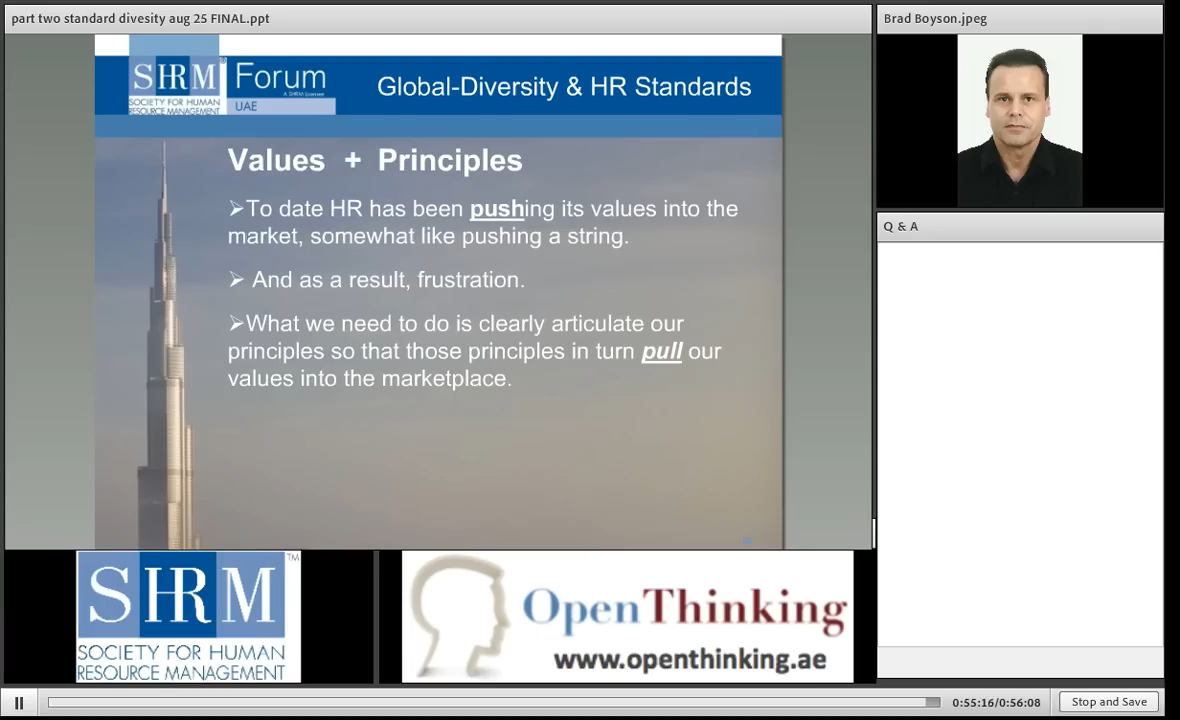 part two standard divesity aug 25 FINAL.ppt
Brad Boyson.jpeg
SHRM
SOCIETY FOR HUMAN
RESOURCE MANAGEMENT
Forum
A SHRM Licensee
UAE
Global-Diversity & HR Standards
Values + Principles
➢To date HR has been pushing its values into the
market, somewhat like pushing a string.
➢ And as a result, frustration.
➢What we need to do is clearly articulate our
principles so that those principles in turn pull our
values into the marketplace.
Q & A
SHRM™
SOCIETY FOR HUMAN
RESOURCE MANAGEMENT
OpenThinking
www.openthinking.ae
0:55:16/0:56:08
Stop and Save